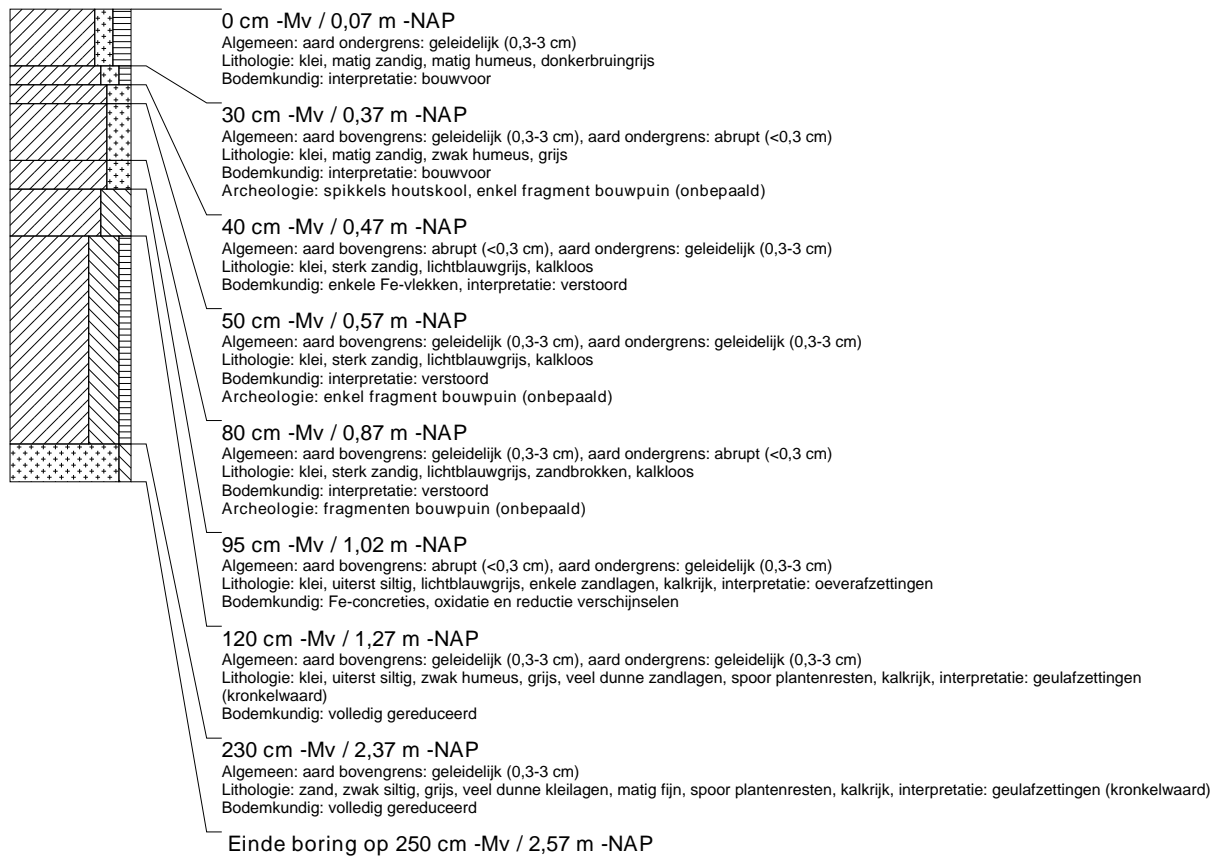 0 cm -Mv / 0,07 m -NAP
Algemeen: aard ondergrens: geleidelijk (0,3-3 cm)
Lithologie: klei, matig zandig, matig humeus, donkerbruingrijs
Bodemkundig: interpretatie: bouwvoor
30 cm -Mv / 0,37 m -NAP
Algemeen: aard bovengrens: geleidelijk (0,3-3 cm), aard ondergrens: abrupt (<0,3 cm)
Lithologie: klei, matig zandig, zwak humeus, grijs
Bodemkundig: interpretatie: bouwvoor
Archeologie: spikkels houtskool, enkel fragment bouwpuin (onbepaald)
40 cm -Mv / 0,47 m -NAP
Algemeen: aard bovengrens: abrupt (<0,3 cm), aard ondergrens: geleidelijk (0,3-3 cm)
Lithologie: klei, sterk zandig, lichtblauwgrijs, kalkloos
Bodemkundig: enkele Fe-vlekken, interpretatie: verstoord
50 cm -Mv / 0,57 m -NAP
Algemeen: aard bovengrens: geleidelijk (0,3-3 cm), aard ondergrens: geleidelijk (0,3-3 cm)
Lithologie: klei, sterk zandig, lichtblauwgrijs, kalkloos
Bodemkundig: interpretatie: verstoord
Archeologie: enkel fragment bouwpuin (onbepaald)
80 cm -Mv / 0,87 m -NAP
Algemeen: aard bovengrens: geleidelijk (0,3-3 cm), aard ondergrens: abrupt (<0,3 cm)
Lithologie: klei, sterk zandig, lichtblauwgrijs, zandbrokken, kalkloos
Bodemkundig: interpretatie: verstoord
Archeologie: fragmenten bouwpuin (onbepaald)
95 cm -Mv / 1,02 m -NAP
Algemeen: aard bovengrens: abrupt (<0,3 cm), aard ondergrens: geleidelijk (0,3-3 cm)
Lithologie: klei, uiterst siltig, lichtblauwgrijs, enkele zandlagen, kalkrijk, interpretatie: oeverafzettingen
Bodemkundig: Fe-concreties, oxidatie en reductie verschijnselen
120 cm -Mv / 1,27 m -NAP
Algemeen: aard bovengrens: geleidelijk (0,3-3 cm), aard ondergrens: geleidelijk (0,3-3 cm)
Lithologie: klei, uiterst siltig, zwak humeus, grijs, veel dunne zandlagen, spoor plantenresten, kalkrijk, interpretatie: geulafzettingen
(kronkelwaard)
Bodemkundig: volledig gereduceerd
230 cm -Mv / 2,37 m -NAP
Algemeen: aard bovengrens: geleidelijk (0,3-3 cm)
Lithologie: zand, zwak siltig, grijs, veel dunne kleilagen, matig fijn, spoor plantenresten, kalkrijk, interpretatie: geulafzettingen (kronkelwaard)
Bodemkundig: volledig gereduceerd
Einde boring op 250 cm -Mv / 2,57 m -NAP